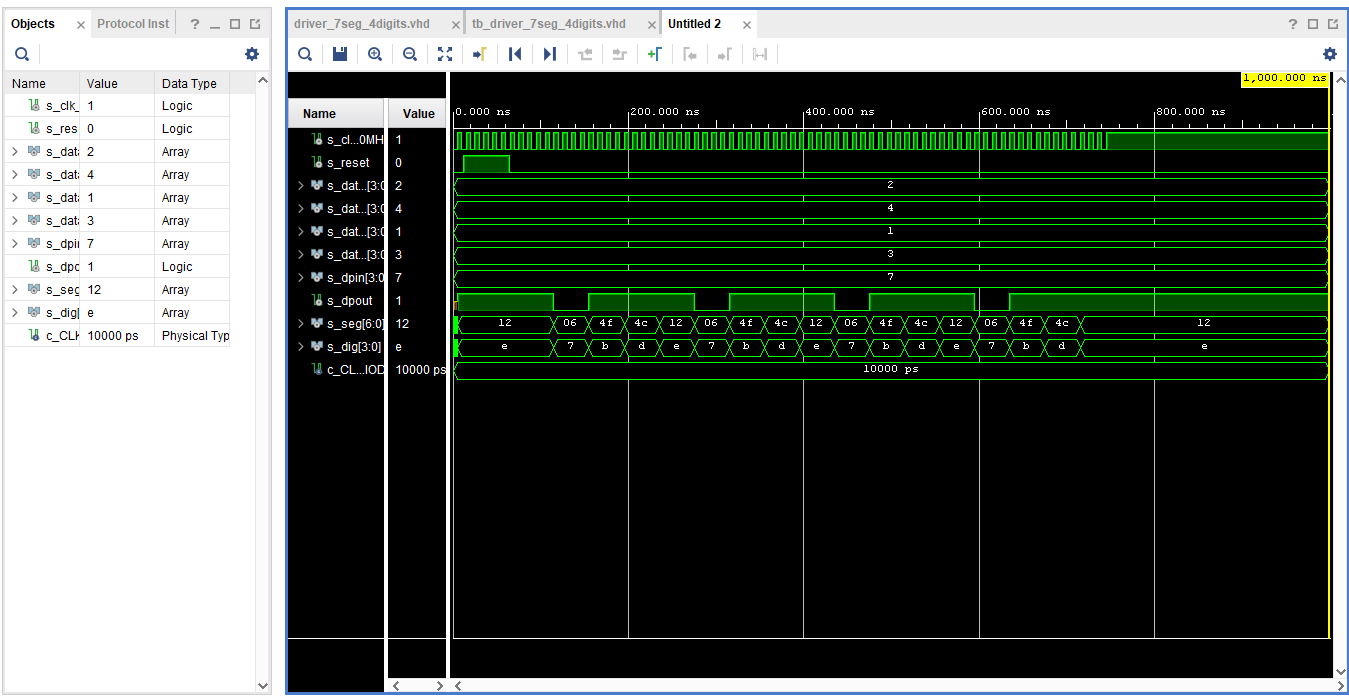 Objects × Protocol Inst ?
Name Value Data Type
s_clk_ 1 Logic
s_res 0 Logic
s_data 2 Array
s_data 4 Array
s_data 1 Array
s_data 3 Array
s_dpin 7 Array
s_dpo 1 Logic
s_seg 12 Array
s_dig[ e Array
c_CLK 10000 ps Physical Typ
driver_7seg_4digits.vhd × tb_driver_7seg_4digits.vhd × Untitled 2 × ?
1,000.000 ns
Name Value 0.000 ns 200.000 ns 400.000 ns 600.000 ns 800.000 ns
s_cl...0MH 1
s_reset 0
s_dat...[3:0 2 2
s_dat...[3:0 4 4
s_dat...[3:0 1 1
s_dat...[3:0 3 3
s_dpin[3:0 7 7
s_dpout 1
s_seg[6:0] 12 12 06 4f 4c 12 06 4f 4c 12 06 4f 4c 12 06 4f 4c 12
s_dig[3:0] e e 7 b d e 7 b d e 7 b d e 7 b d e
c_CL...IOD 10000 ps 10000 ps